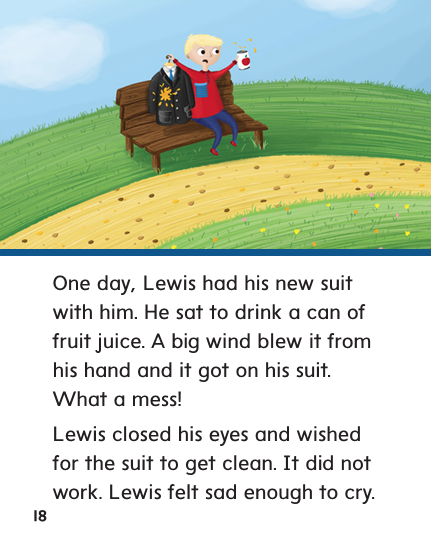 One day, Lewis had his new suit
with him. He sat to drink a can of
fruit juice. A big wind blew it from
his hand and it got on his suit.
What a mess!
Lewis closed his eyes and wished
for the suit to get clean. It did not
work. Lewis felt sad enough to cry.
18